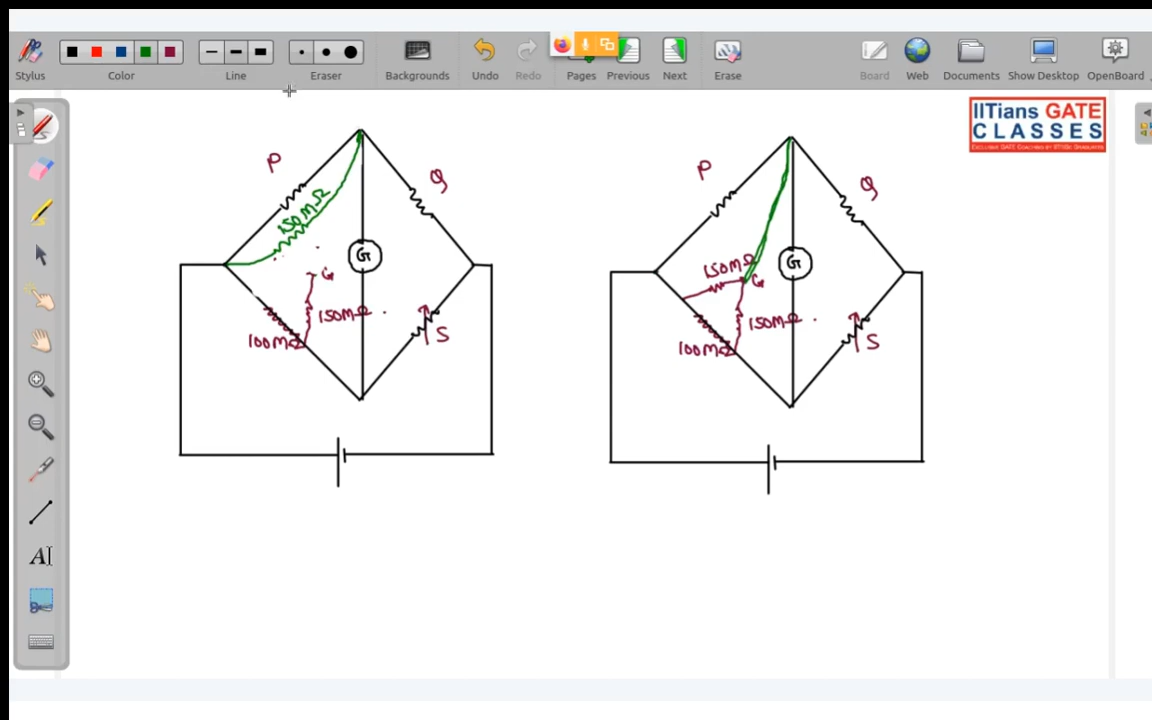 Stylus
Color
Line
Eraser
Backgrounds
Undo
Redo
Pages
Previous
Next
Erase
Board
Web
Documents
Show Desktop
OpenBoard
IITians GATE
CLASSES
P
Q
150MΩ
G
G
150MΩ
100MΩ
S
P
Q
150MΩ
G
G
150MΩ
100MΩ
S
A